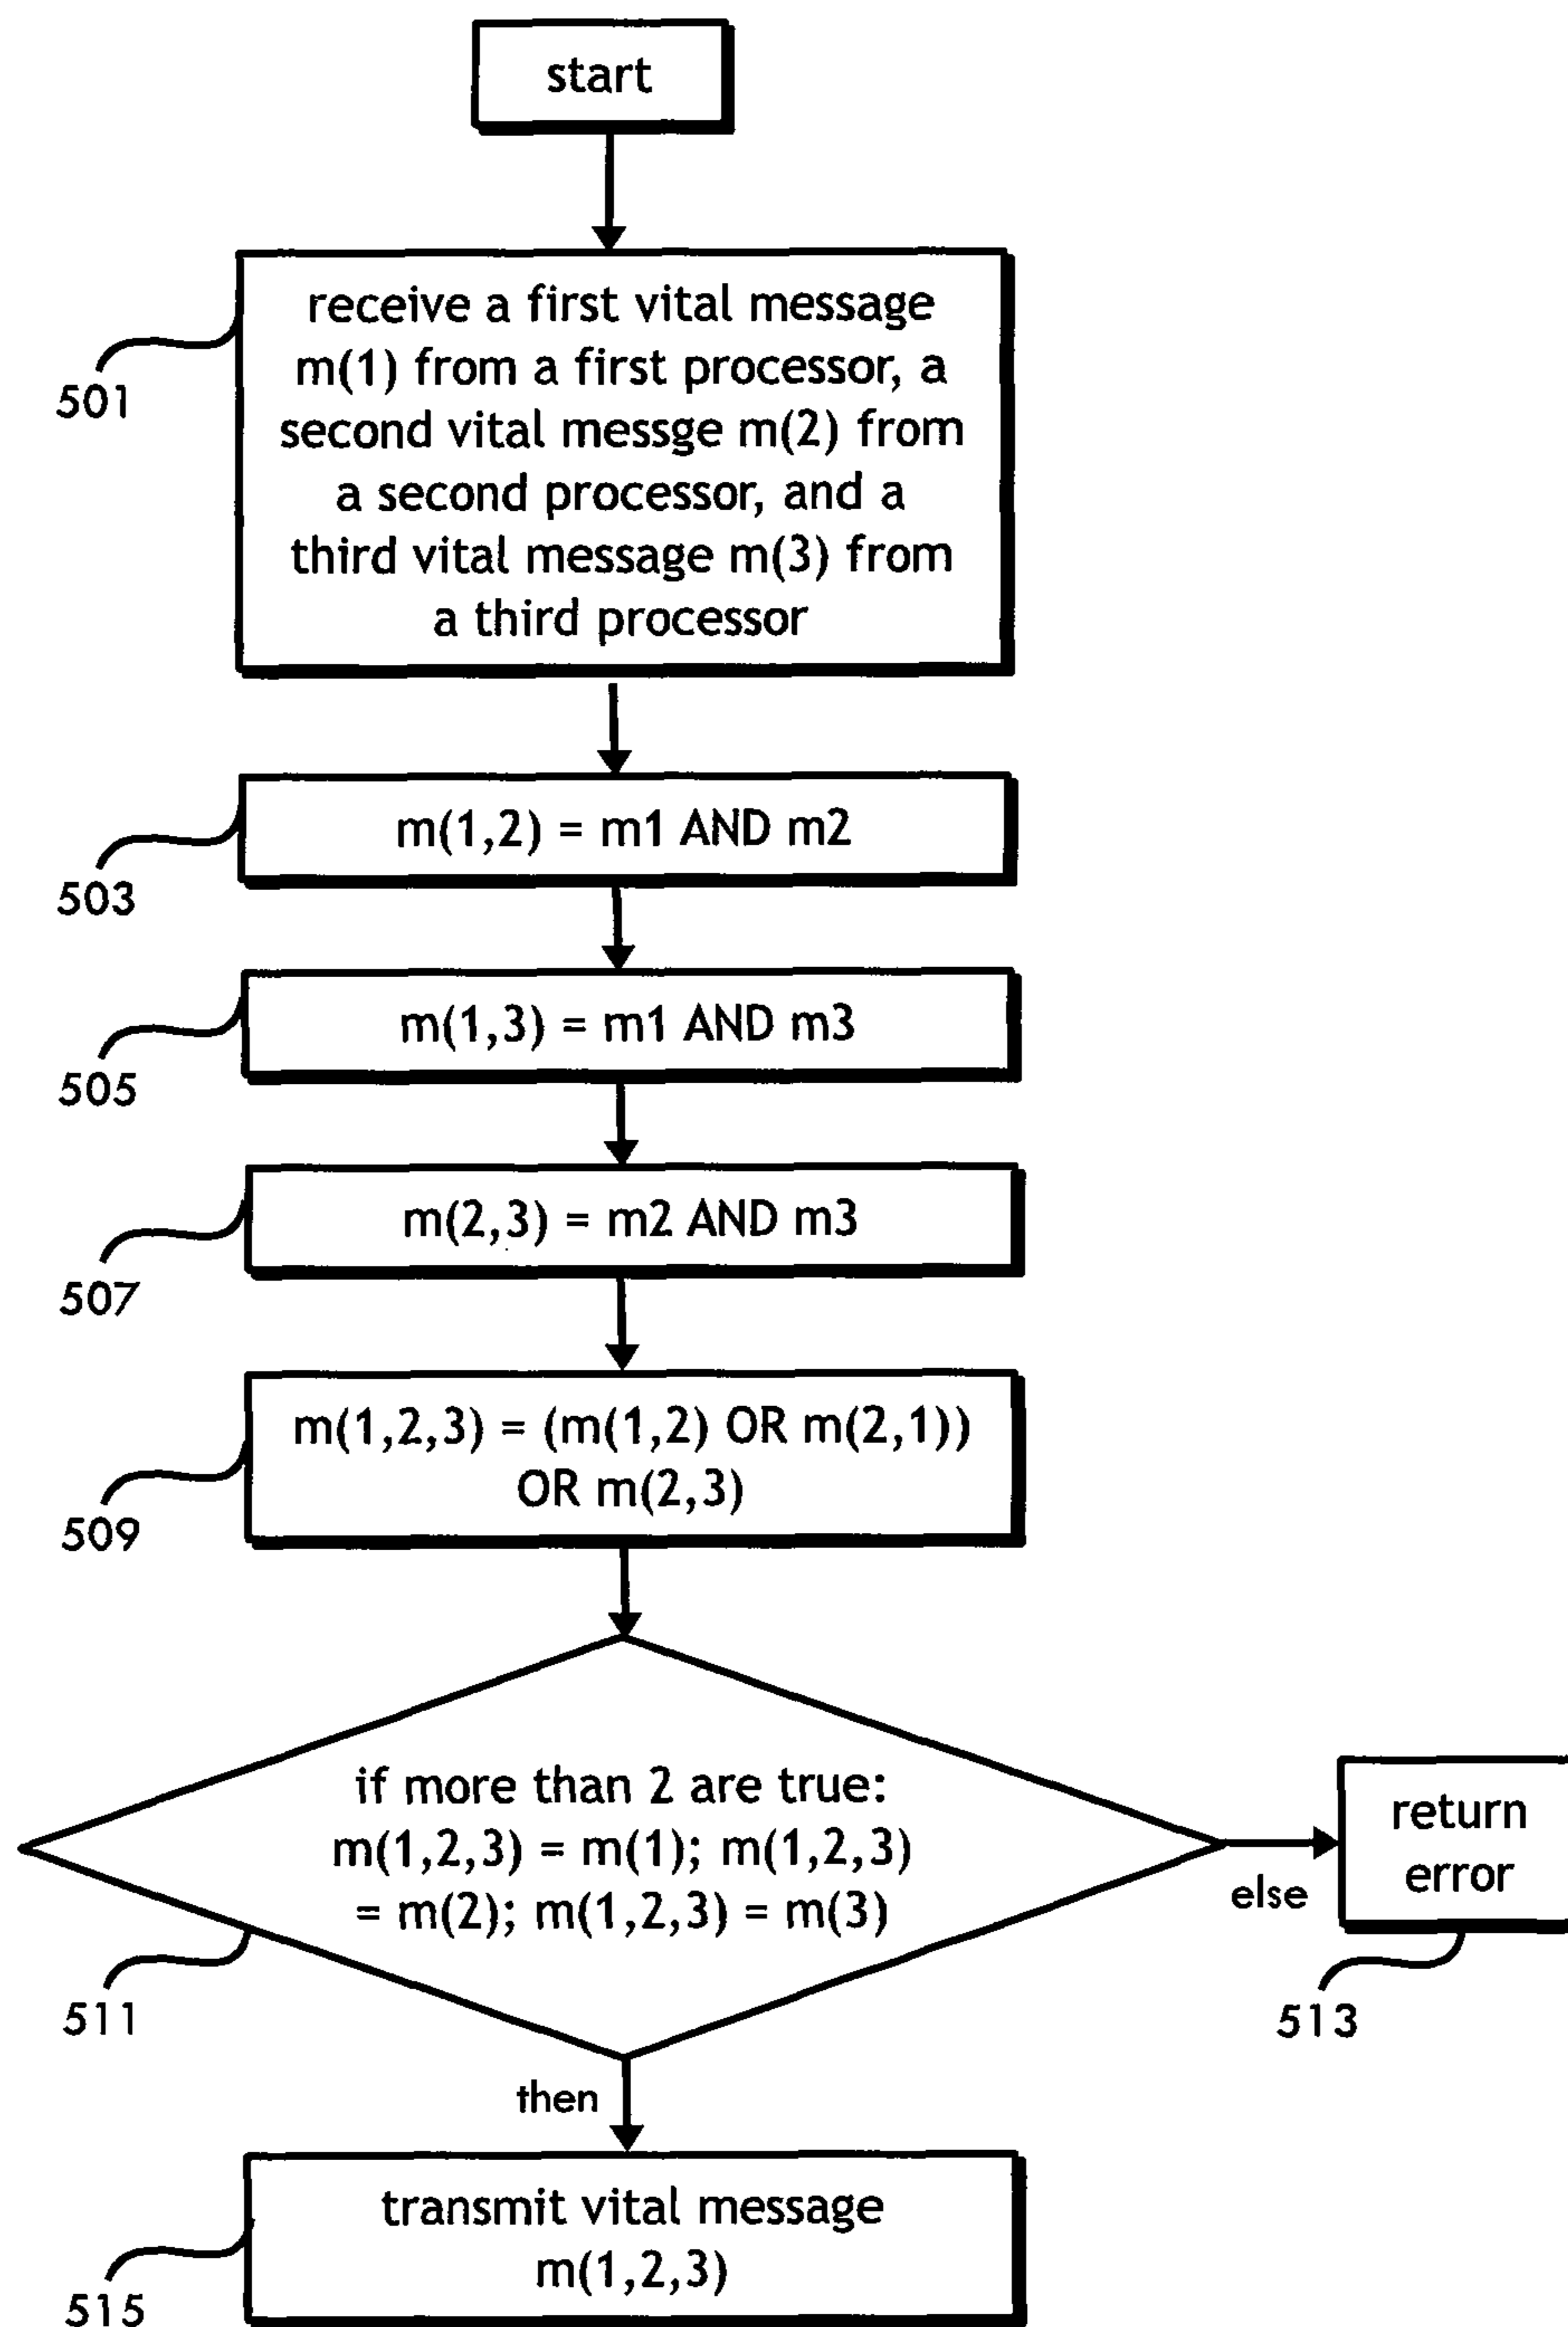 start
receive a first vital message
m(1) from a first processor, a
second vital messge m(2) from
a second processor, and a
third vital message m(3) from
a third processor
501
m(1,2) = m1 AND m2
503
m(1,3) = m1 AND m3
505
m(2,3) = m2 AND m3
507
m(1,2,3) = (m(1,2) OR m(2,1))
OR m(2,3)
509
if more than 2 are true:
m(1,2,3) = m(1); m(1,2,3)
= m(2); m(1,2,3) = m(3)
511
else
return
error
513
then
transmit vital message
m(1,2,3)
515